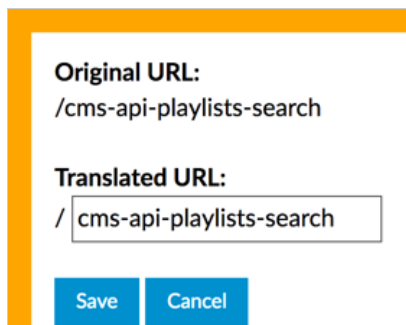 Original URL:
/cms-api-playlists-search
Translated URL:
/ cms-api-playlists-search
Save Cancel